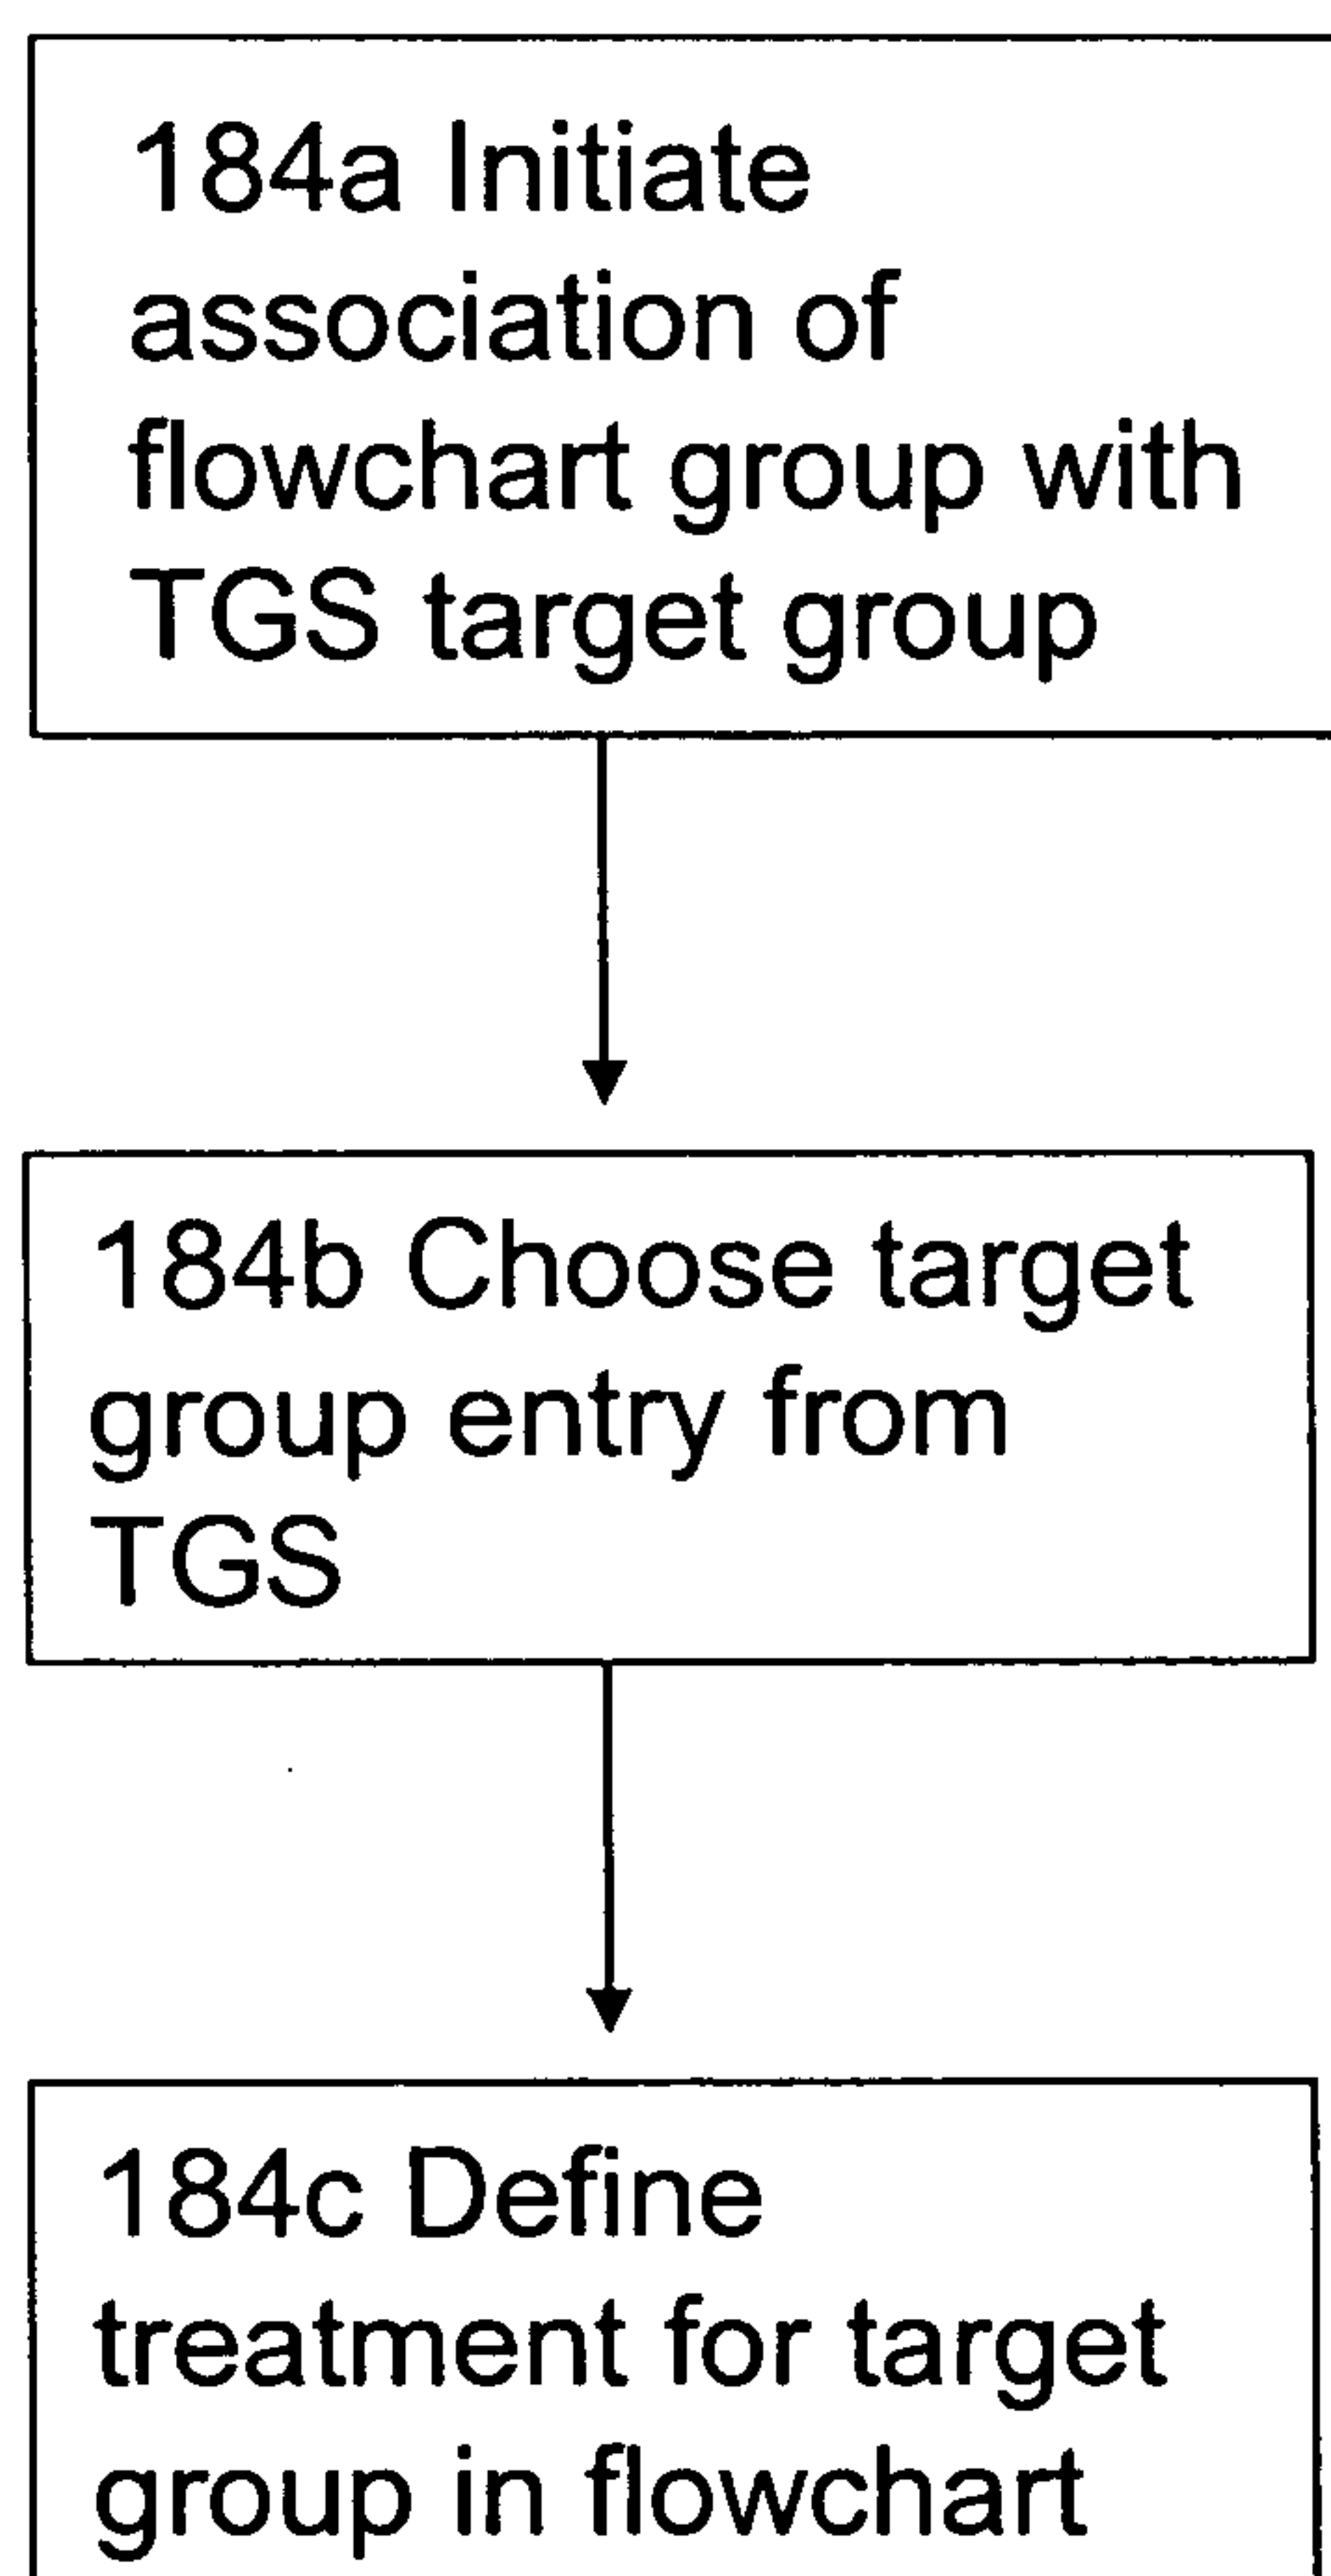 184a Initiate
association of
flowchart group with
TGS target group
184b Choose target
group entry from
TGS
184c Define
treatment for target
group in flowchart